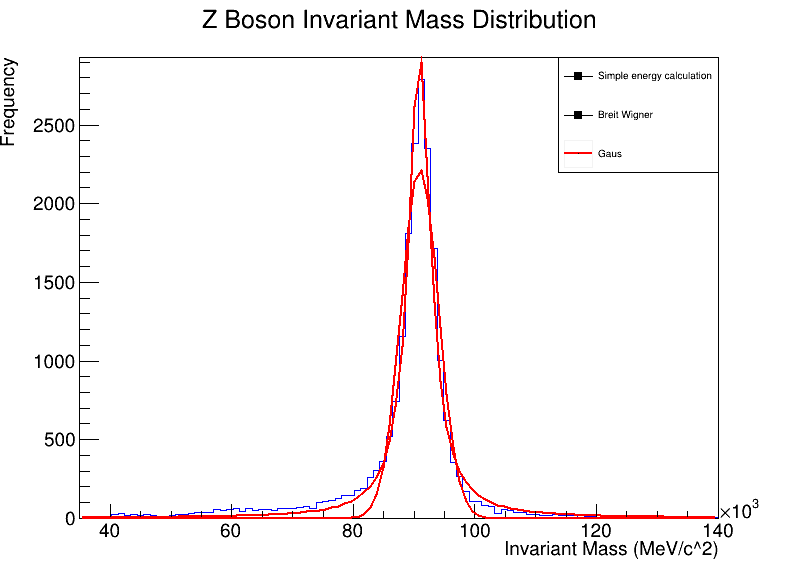 Z Boson Invariant Mass Distribution
Frequency
Simple energy calculation
Breit Wigner
Gaus
2500
2000
1500
1000
500
0
40
60
80
100
120
140
×10³
Invariant Mass (MeV/c^2)